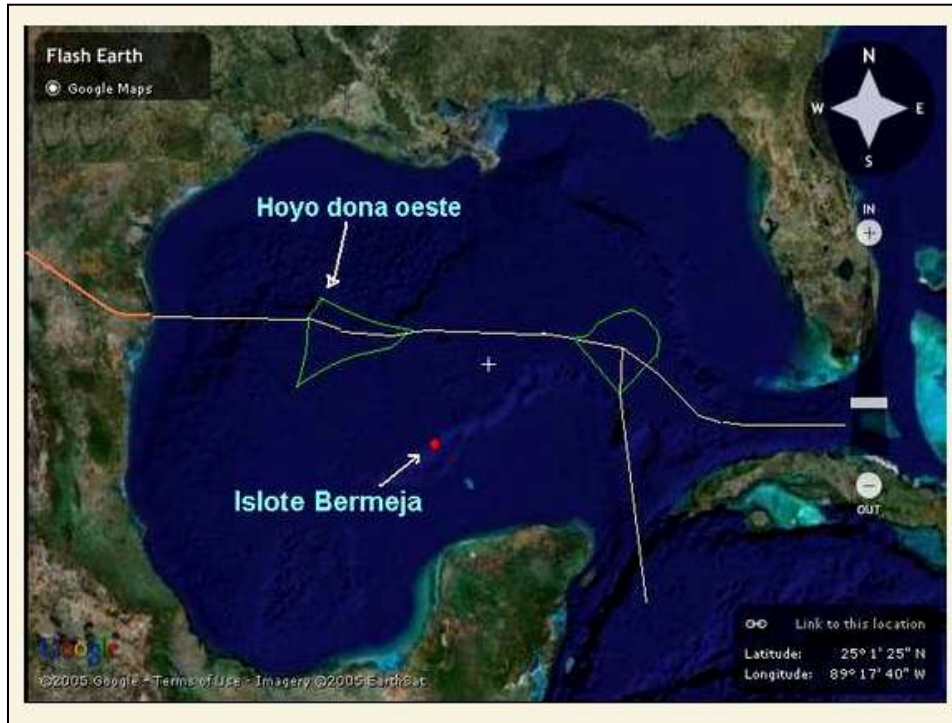 Flash Earth
Google Maps
N
W E
S
IN
+
Hoyo dona oeste
Islote Bermeja
−
OUT
Link to this location
Latitude: 25° 1' 25" N
Longitude: 89° 17' 40" W
Google
©2005 Google - Terms of Use - Imagery ©2005 EarthSat